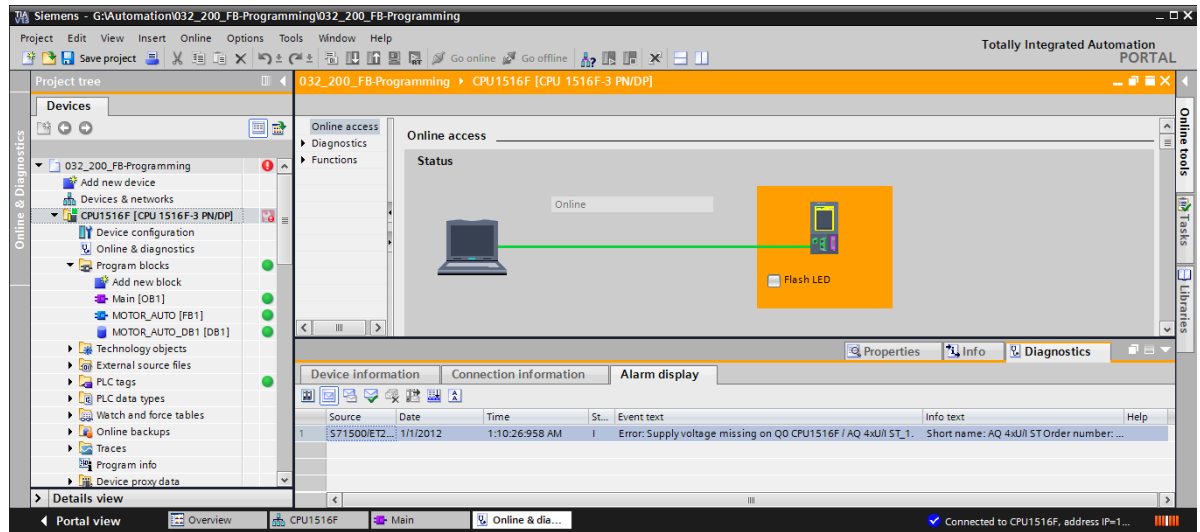 Siemens - G:\Automation\032_200_FB-Programming\032_200_FB-Programming
Project Edit View Insert Online Options Tools Window Help
Save project Go online Go offline
Totally Integrated Automation
PORTAL
Project tree
032_200_FB-Programming CPU1516F [CPU 1516F-3 PN/DP]
Devices
Online & Diagnostics
032_200_FB-Programming
Add new device
Devices & networks
CPU1516F [CPU 1516F-3 PN/DP]
Device configuration
Online & diagnostics
Program blocks
Add new block
Main [OB1]
MOTOR_AUTO [FB1]
MOTOR_AUTO_DB1 [DB1]
Technology objects
External source files
PLC tags
PLC data types
Watch and force tables
Online backups
Traces
Program info
Device proxy data
Details view
Online access
Diagnostics
Functions
Online access
Status
Online
Flash LED
Online tools
Tasks
Libraries
Properties Info Diagnostics
Device information Connection information Alarm display
Source Date Time St... Event text Info text Help
1 S71500/ET2... 1/1/2012 1:10:26:958 AM I Error: Supply voltage missing on Q0 CPU1516F / AQ 4xU/I ST_1. Short name: AQ 4xU/I ST Order number: ...
Portal view Overview CPU1516F Main Online & dia... Connected to CPU1516F, address IP=1...